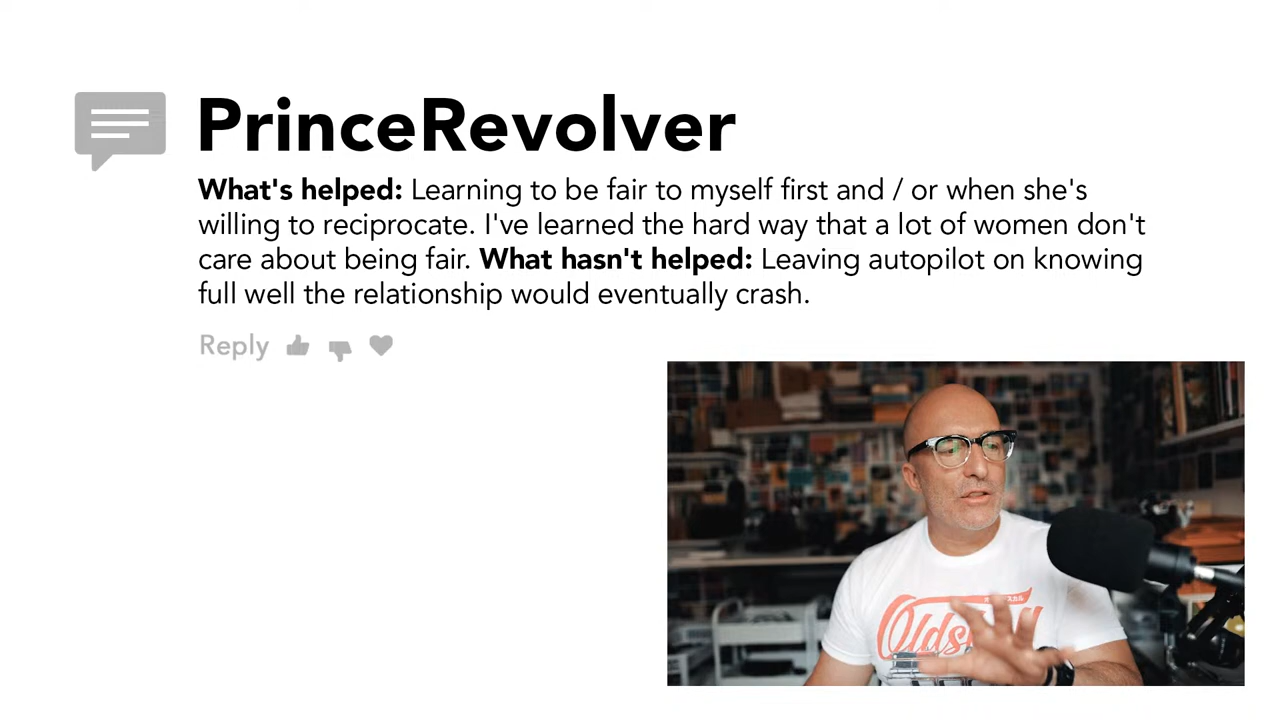 PrinceRevolver
What's helped: Learning to be fair to myself first and / or when she's
willing to reciprocate. I've learned the hard way that a lot of women don't
care about being fair. What hasn't helped: Leaving autopilot on knowing
full well the relationship would eventually crash.
Reply